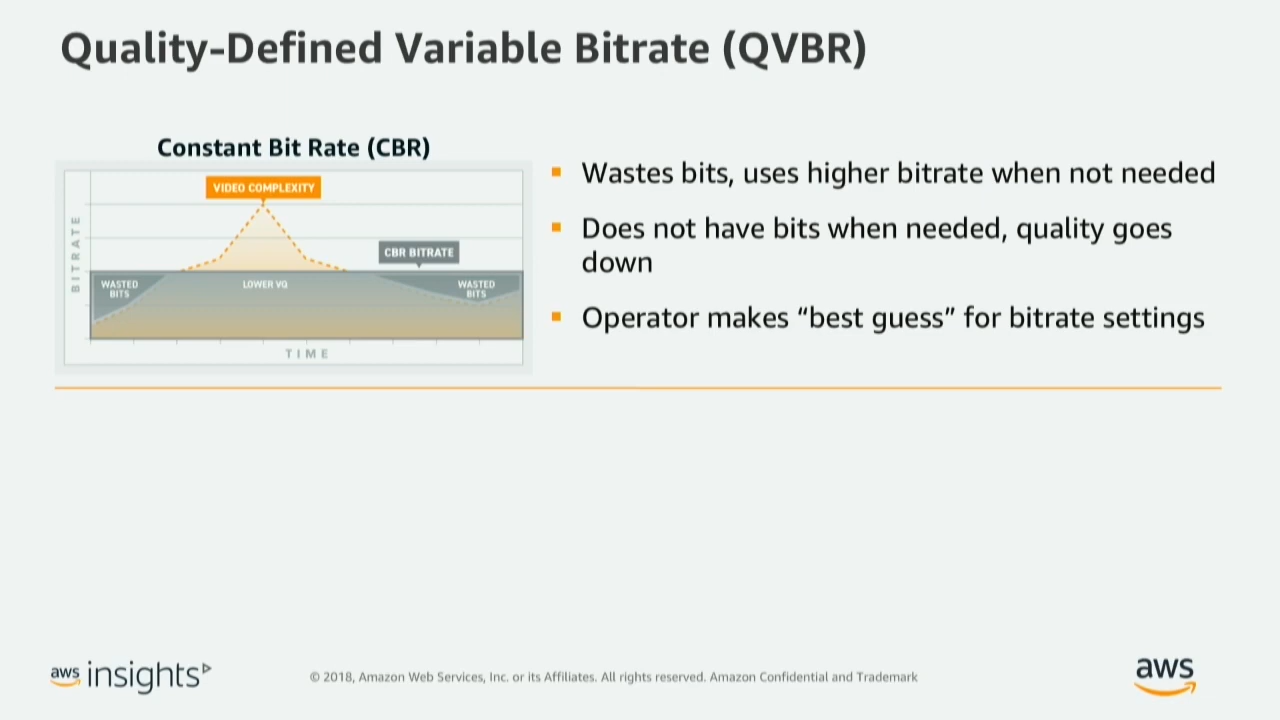 Quality-Defined Variable Bitrate (QVBR)
Constant Bit Rate (CBR)
VIDEO COMPLEXITY
CBR BITRATE
BITRATE
WASTED
BITS
LOWER VQ
WASTED
BITS
TIME
Wastes bits, uses higher bitrate when not needed
Does not have bits when needed, quality goes
down
Operator makes “best guess” for bitrate settings
aws insights
© 2018, Amazon Web Services, Inc. or its Affiliates. All rights reserved. Amazon Confidential and Trademark
aws